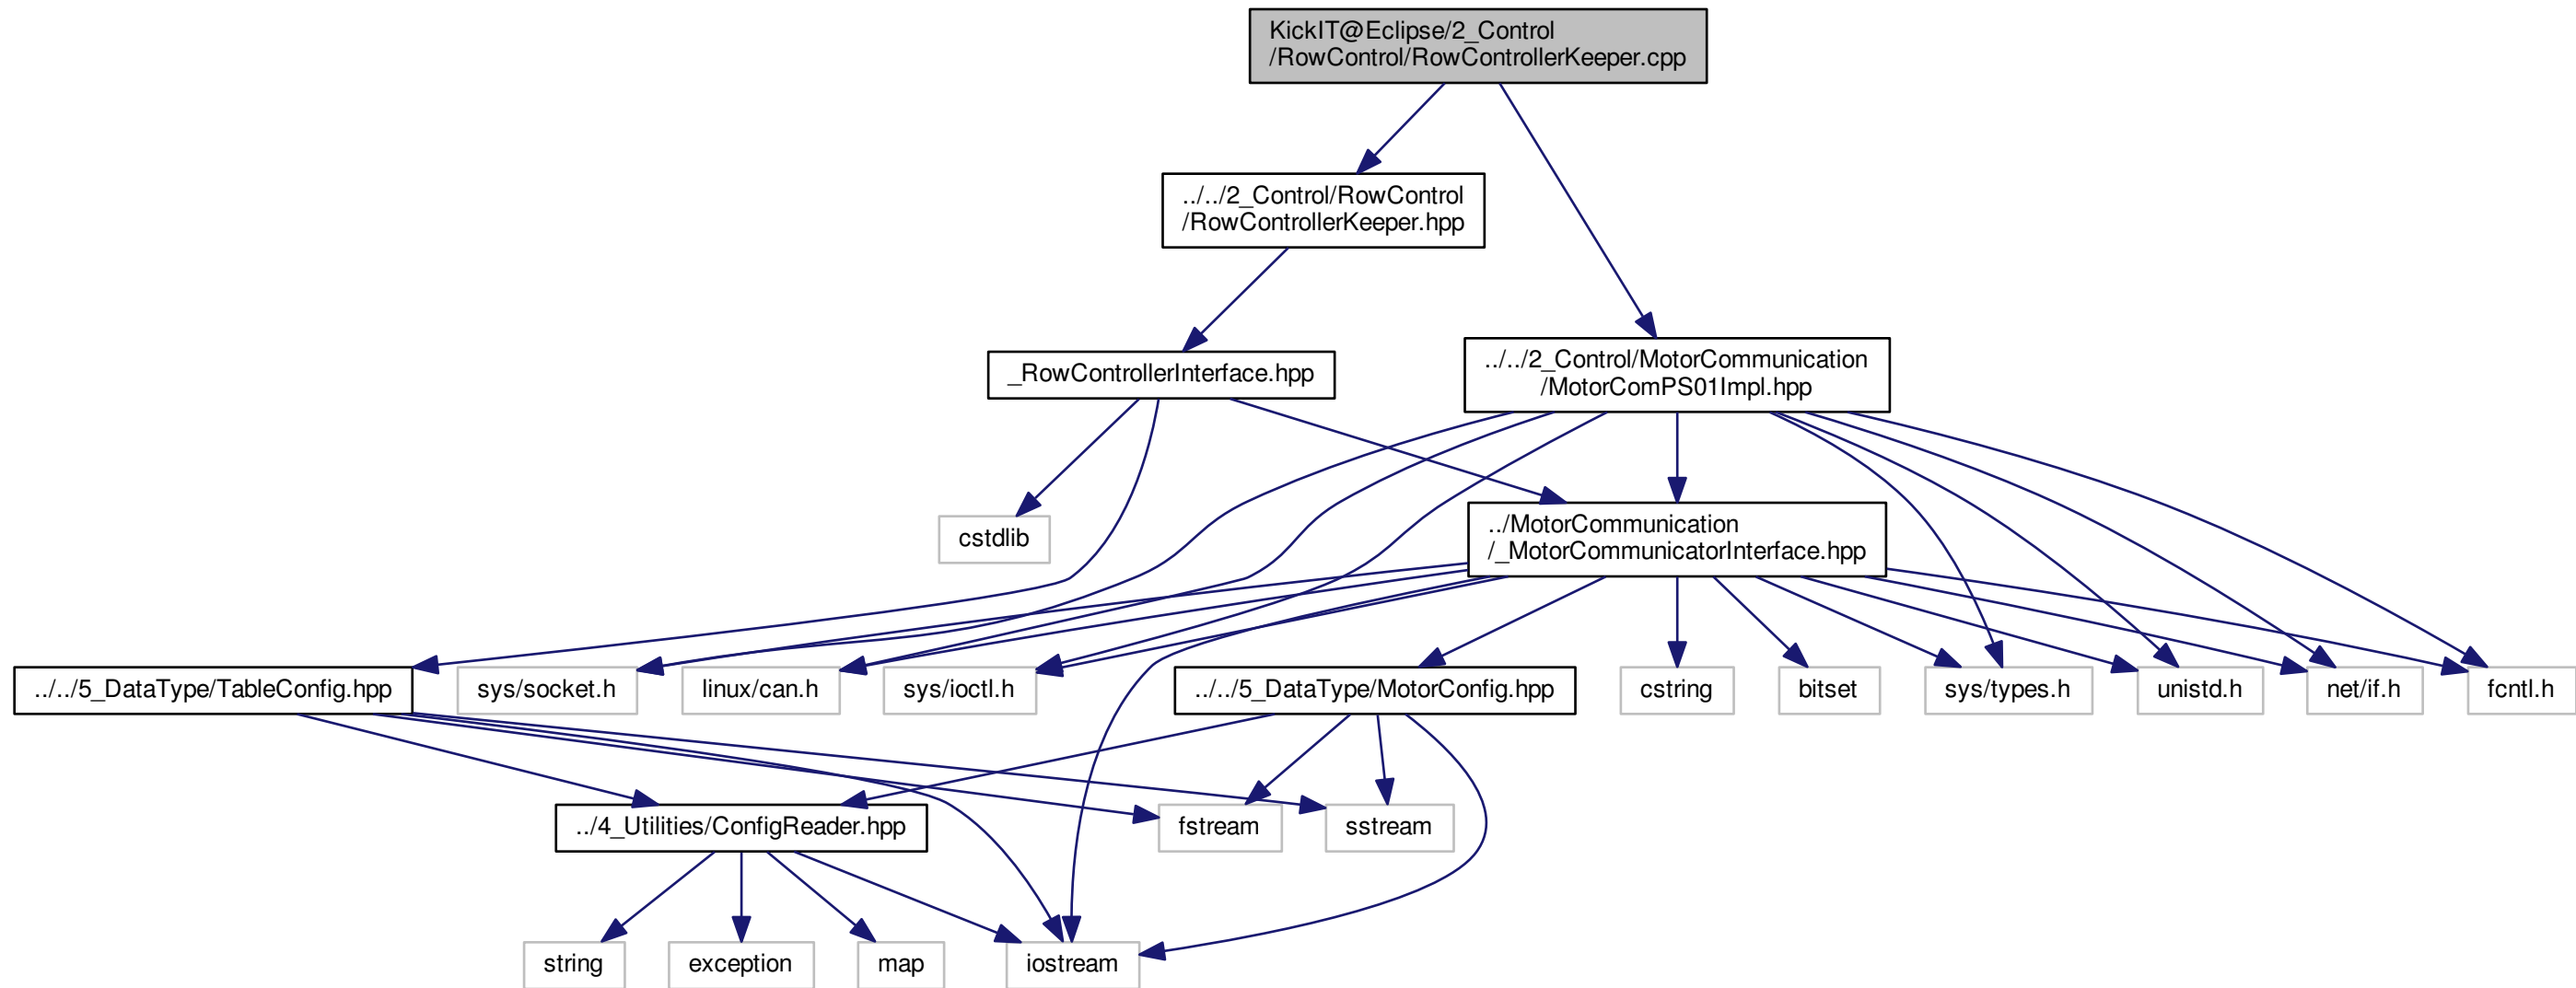 KickIT@Eclipse/2_Control
/RowControl/RowControllerKeeper.cpp
../../2_Control/RowControl
/RowControllerKeeper.hpp
_RowControllerInterface.hpp
../../2_Control/MotorCommunication
/MotorComPS01Impl.hpp
cstdlib
../MotorCommunication
/_MotorCommunicatorInterface.hpp
../../5_DataType/TableConfig.hpp
sys/socket.h
linux/can.h
sys/ioctl.h
../../5_DataType/MotorConfig.hpp
cstring
bitset
sys/types.h
unistd.h
net/if.h
fcntl.h
../4_Utilities/ConfigReader.hpp
fstream
sstream
string
exception
map
iostream